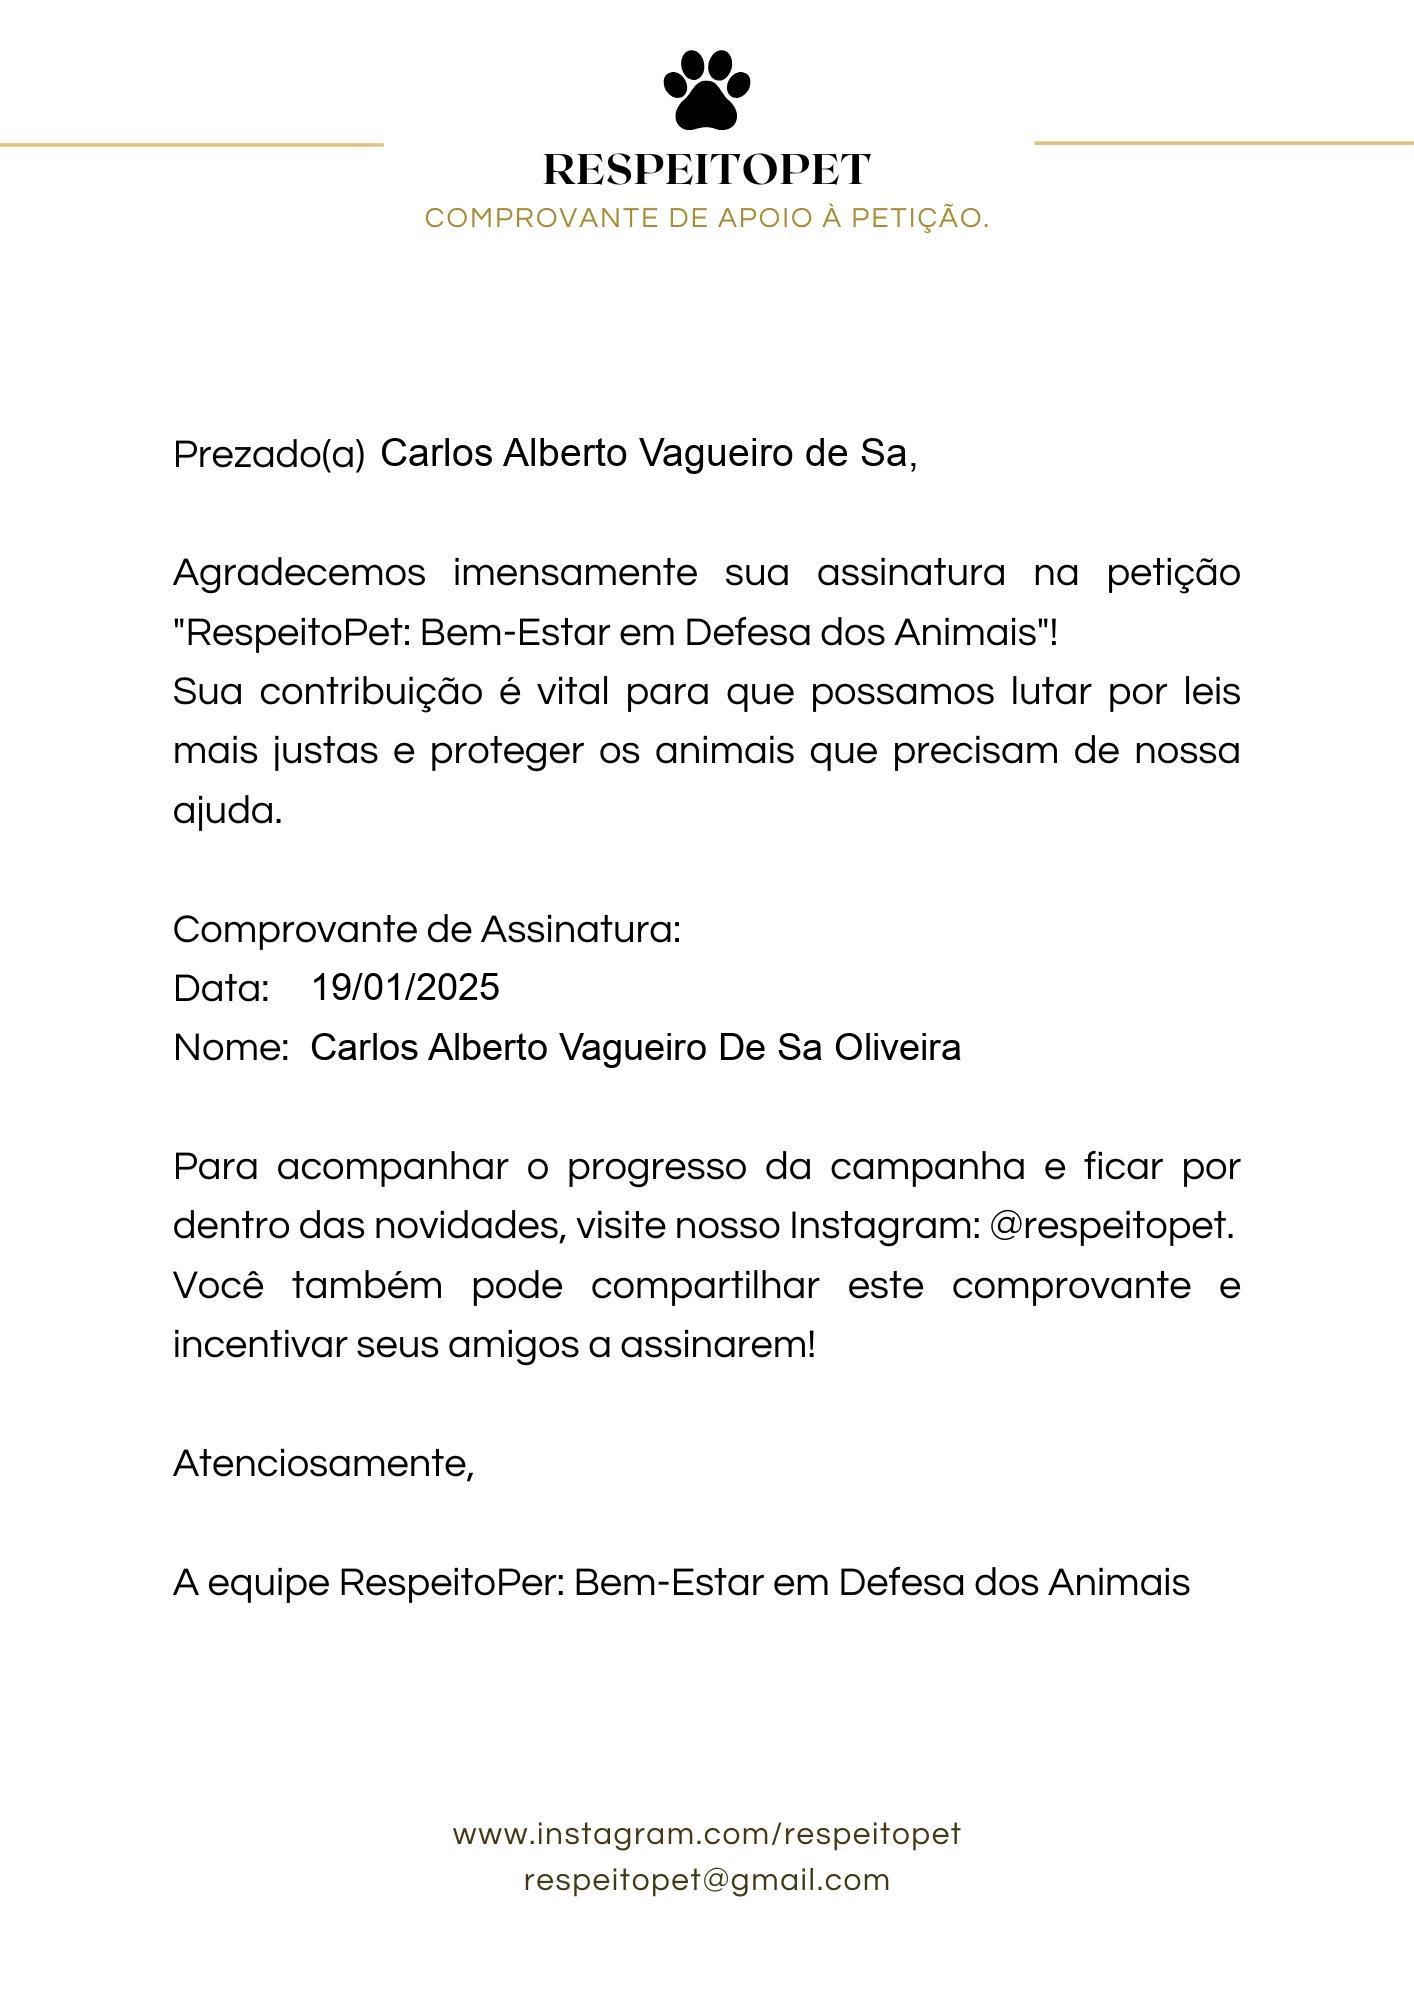 RESPEITOPET
COMPROVANTE DE APOIO À PETIÇÃO.
Prezado(a) Carlos Alberto Vagueiro de Sa,
Agradecemos imensamente sua assinatura na petição
"RespeitoPet: Bem-Estar em Defesa dos Animais"!
Sua contribuição é vital para que possamos lutar por leis
mais justas e proteger os animais que precisam de nossa
ajuda.
Comprovante de Assinatura:
Data: 19/01/2025
Nome: Carlos Alberto Vagueiro De Sa Oliveira
Para acompanhar o progresso da campanha e ficar por
dentro das novidades, visite nosso Instagram: @respeitopet.
Você também pode compartilhar este comprovante e
incentivar seus amigos a assinarem!
Atenciosamente,
A equipe RespeitoPer: Bem-Estar em Defesa dos Animais
www.instagram.com/respeitopet
respeitopet@gmail.com